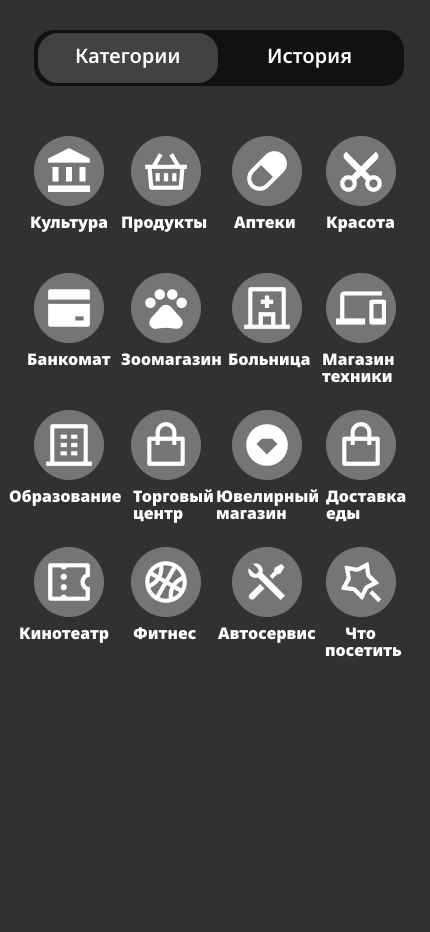 Категории История
Культура Продукты Аптеки Красота
Банкомат Зоомагазин Больница Магазин
техники
Образование Торговый Ювелирный Доставка
центр магазин еды
Кинотеатр Фитнес Автосервис Что
посетить